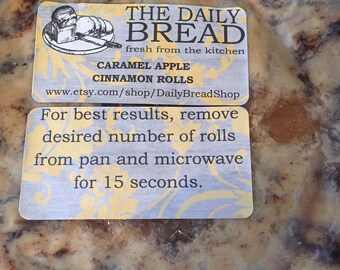 THE DAILY
BREAD
fresh from the kitchen
CARAMEL APPLE
CINNAMON ROLLS
www.etsy.com/shop/DailyBreadShop
For best results, remove
desired number of rolls
from pan and microwave
for 15 seconds.